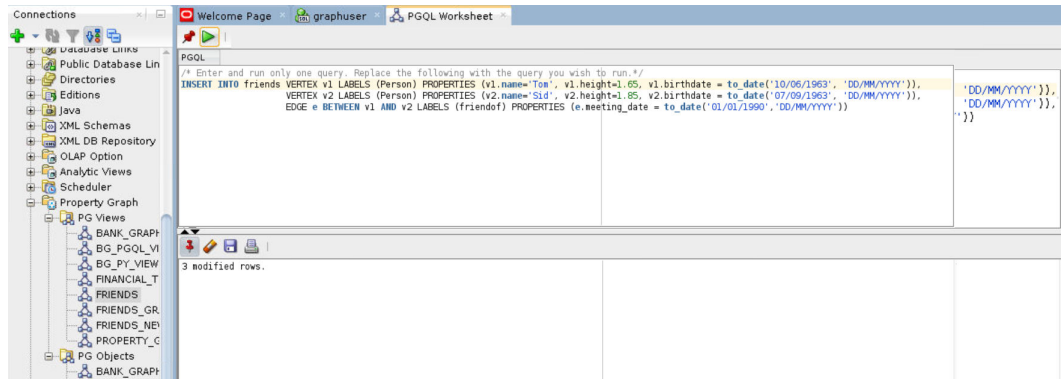 Connections
Welcome Page
graphuser
PGQL Worksheet
Database Links
Public Database Lin
Directories
Editions
Java
XML Schemas
XML DB Repository
OLAP Option
Analytic Views
Scheduler
Property Graph
PG Views
BANK_GRAPH
BG_PGQL_VI
BG_PY_VIEW
FINANCIAL_T
FRIENDS
FRIENDS_GR
FRIENDS_NEW
PROPERTY_G
PG Objects
BANK_GRAPH
PGQL
/* Enter and run only one query. Replace the following with the query you wish to run.*/
INSERT INTO friends VERTEX v1 LABELS (Person) PROPERTIES (v1.name='Tom', v1.height=1.65, v1.birthdate = to_date('10/06/1963', 'DD/MM/YYYY')),
VERTEX v2 LABELS (Person) PROPERTIES (v2.name='Sid', v2.height=1.85, v2.birthdate = to_date('07/09/1963', 'DD/MM/YYYY')),
EDGE e BETWEEN v1 AND v2 LABELS (friendof) PROPERTIES (e.meeting_date = to_date('01/01/1990','DD/MM/YYYY'))
'DD/MM/YYYY')),
'DD/MM/YYYY')),
'))
3 modified rows.